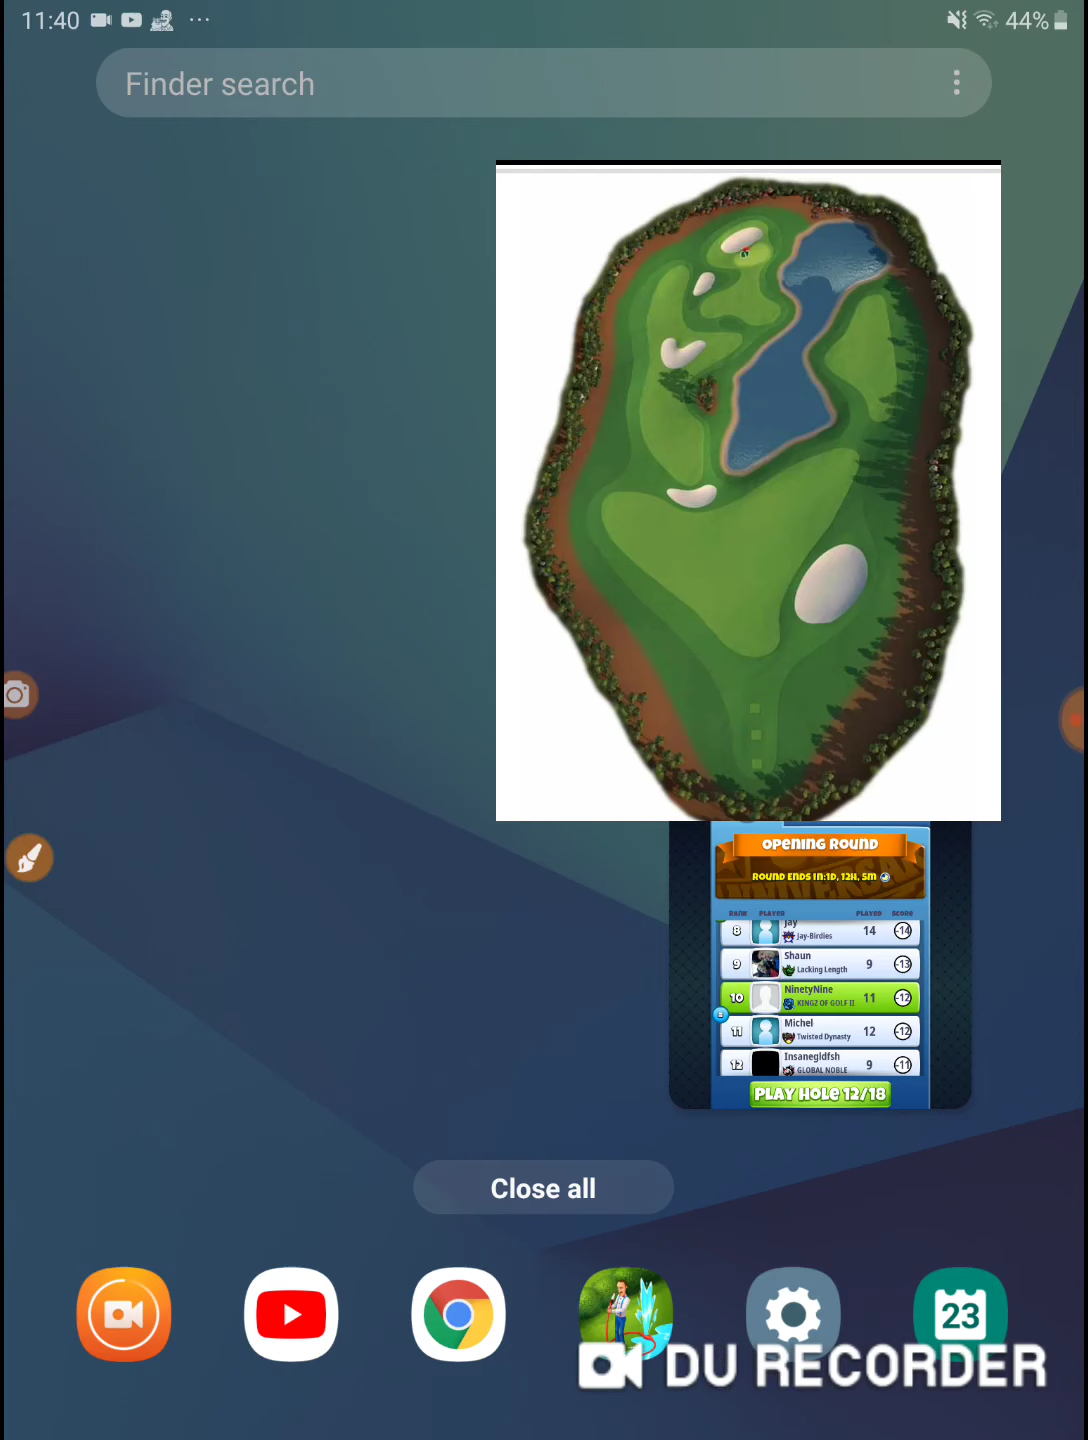 11:40
44%
Finder search
OPENING ROUND
ROUND ENDS IN:1D, 12H, 5M
RANK PLAYER PLAYED SCORE
8 Jay Jay-Birdies 14 -14
9 Shaun Lacking Length 9 -13
10 NinetyNine KINGZ OF GOLF II 11 -12
11 Michel Twisted Dynasty 12 -12
12 Insanegldfsh GLOBAL NOBLE 9 -11
PLAY HOLE 12/18
Close all
23
DU RECORDER